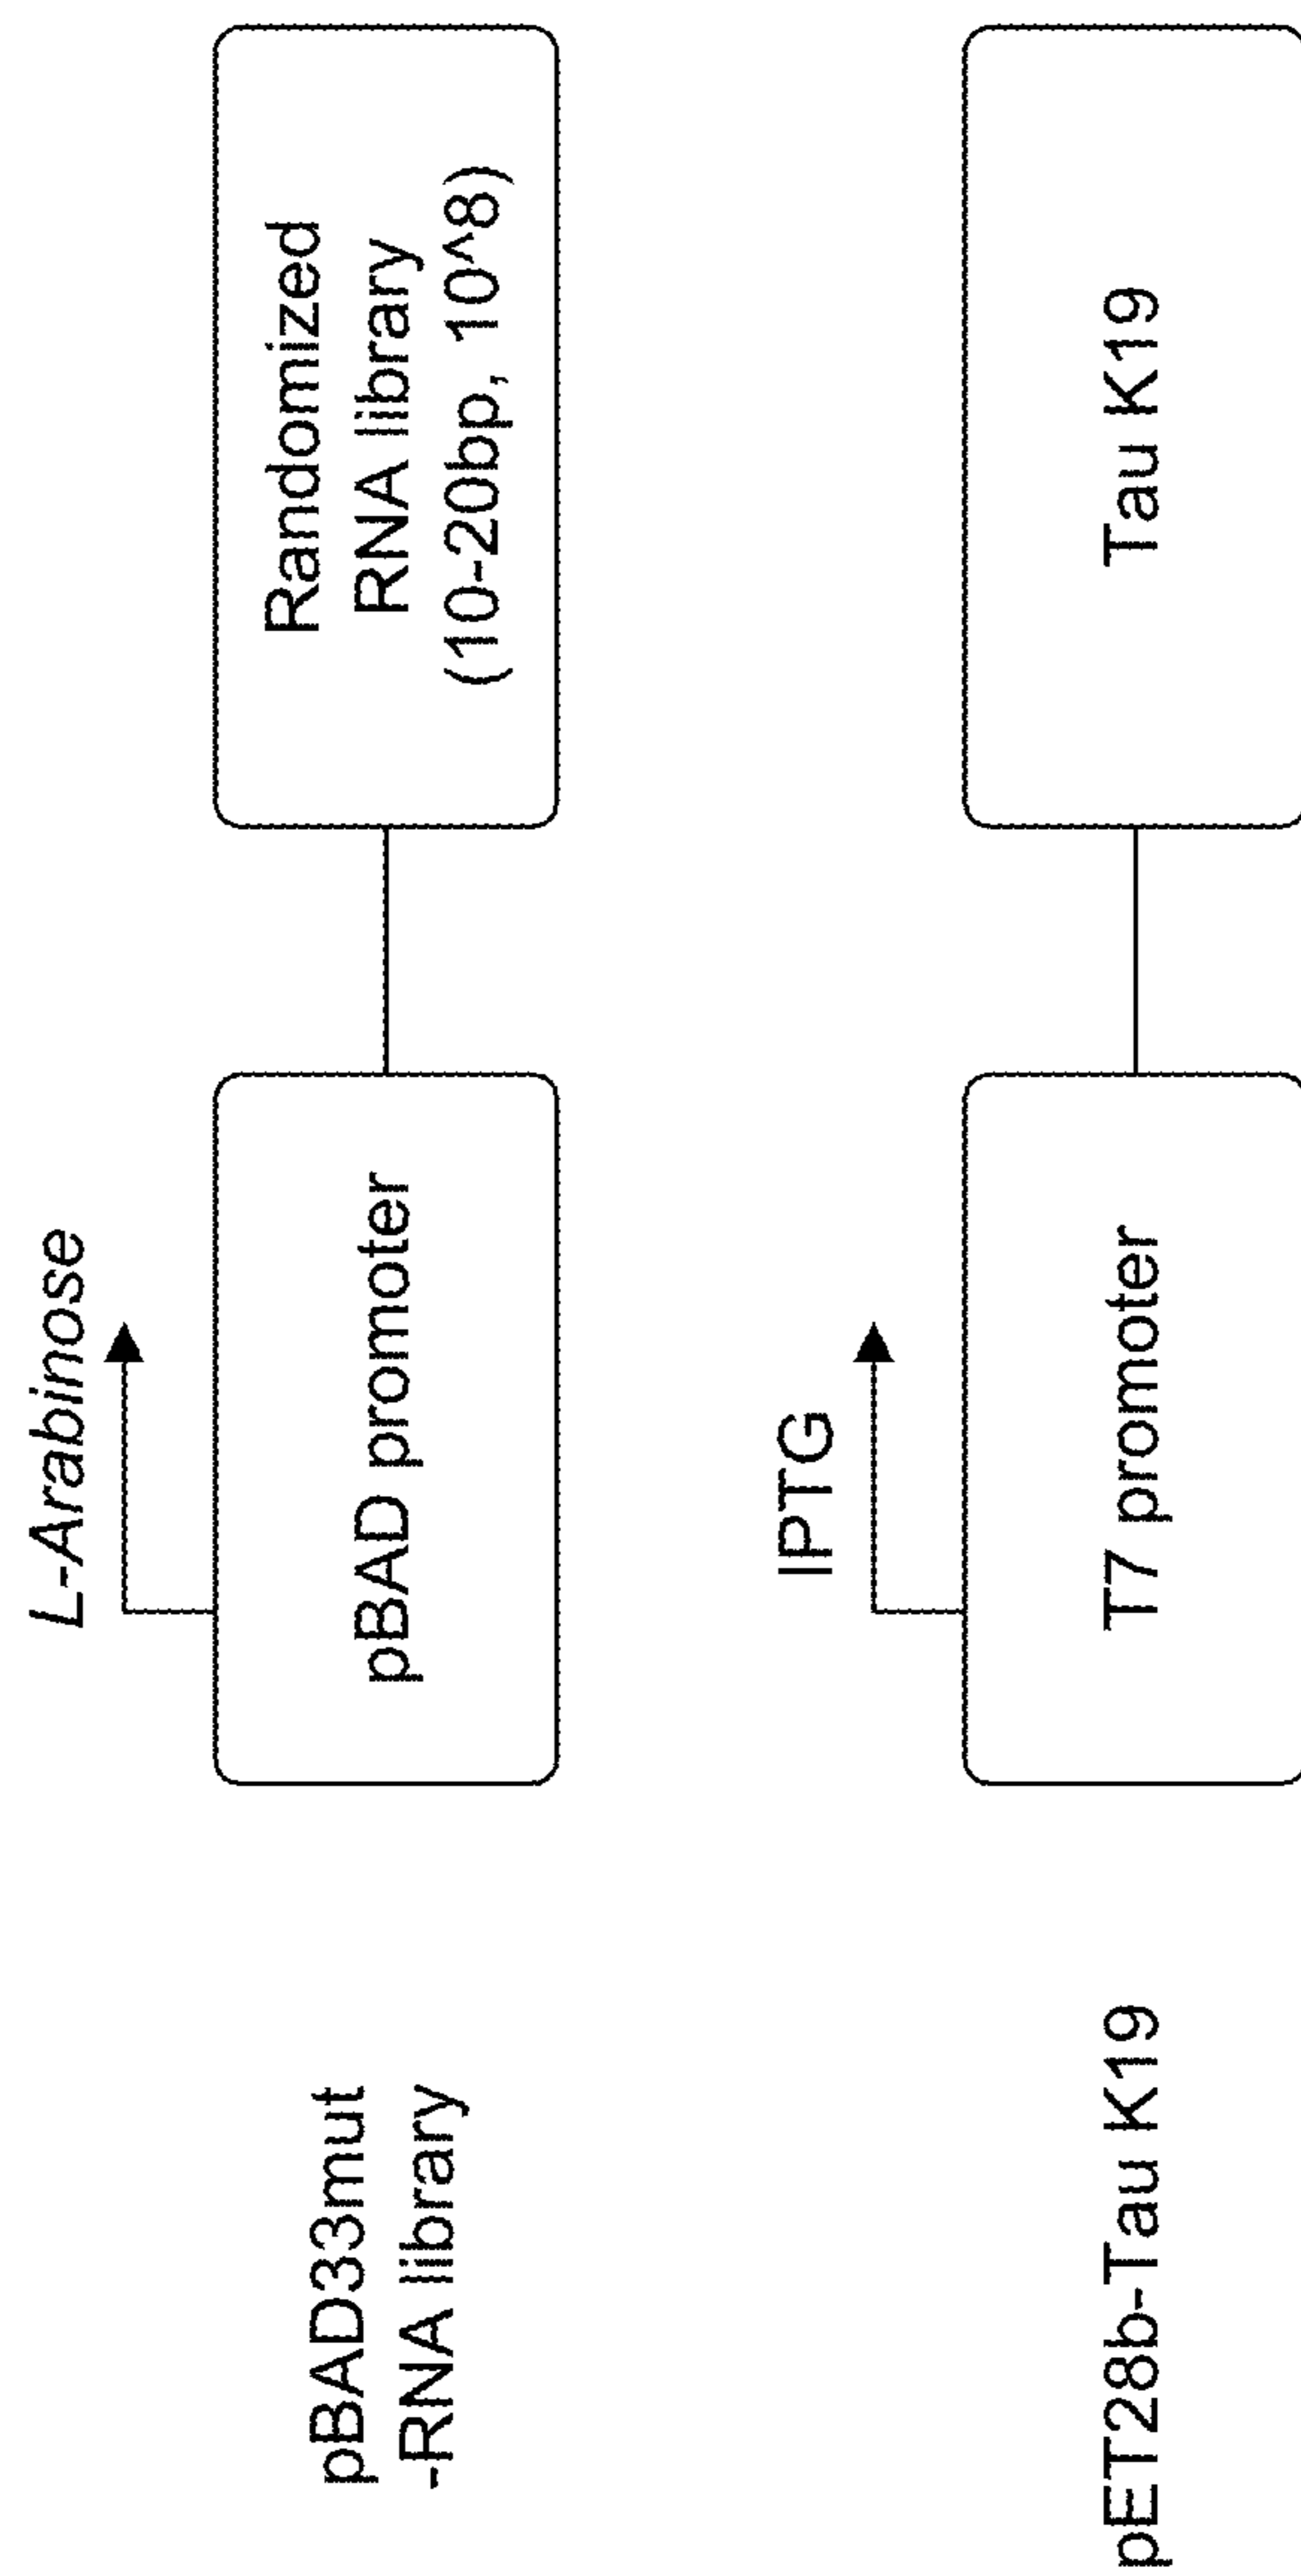 L-Arabinose
pBAD33mut
-RNA library
pBAD promoter
Randomized
RNA library
(10-20bp, 10^8)
IPTG
pET28b-Tau K19
T7 promoter
Tau K19